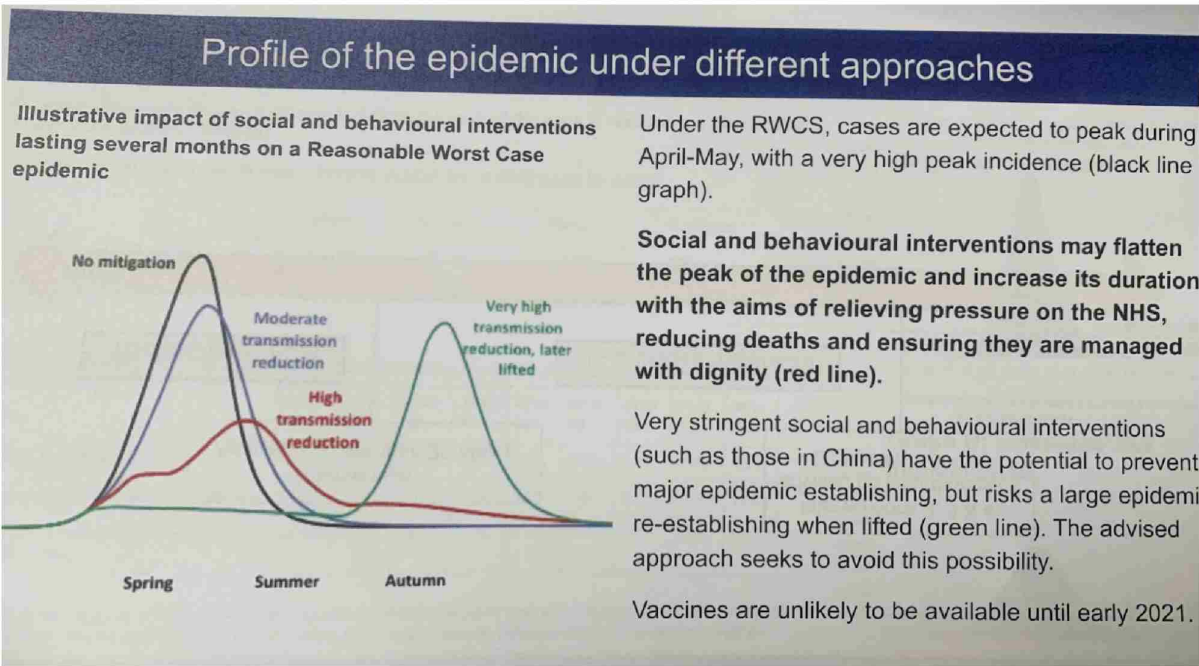 Profile of the epidemic under different approaches
Illustrative impact of social and behavioural interventions
lasting several months on a Reasonable Worst Case
epidemic
No mitigation
Moderate
transmission
reduction
High
transmission
reduction
Very high
transmission
reduction, later
lifted
Spring
Summer
Autumn
Under the RWCS, cases are expected to peak during
April-May, with a very high peak incidence (black line
graph).
Social and behavioural interventions may flatten
the peak of the epidemic and increase its duration
with the aims of relieving pressure on the NHS,
reducing deaths and ensuring they are managed
with dignity (red line).
Very stringent social and behavioural interventions
(such as those in China) have the potential to prevent
major epidemic establishing, but risks a large epidemi
re-establishing when lifted (green line). The advised
approach seeks to avoid this possibility.
Vaccines are unlikely to be available until early 2021.